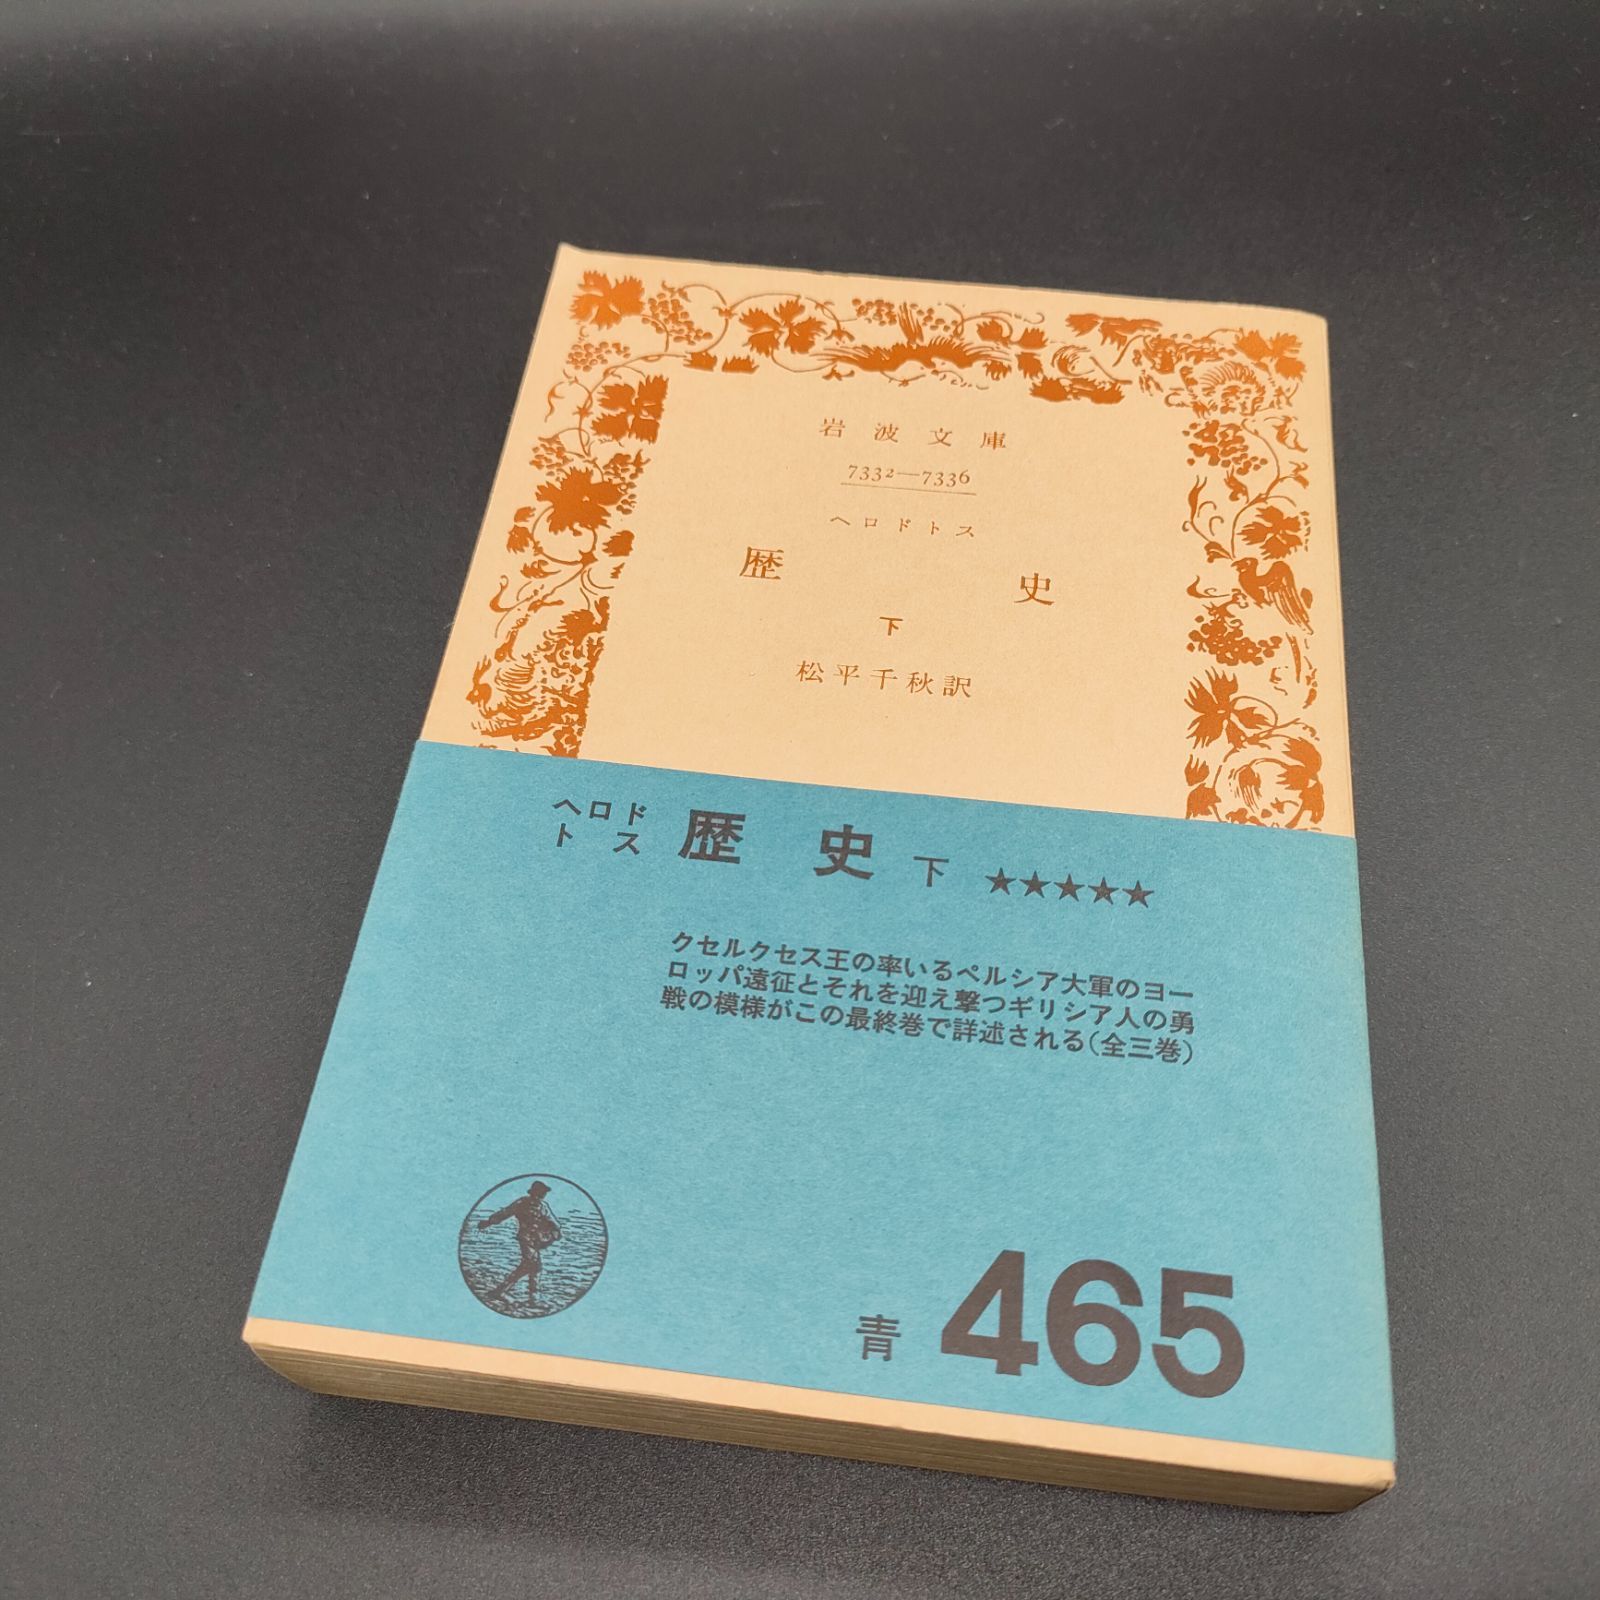 岩波文庫
7332—7336
ヘロドトス
歴史
下
松平千秋訳
ヘロドトス 歴史 下 ★★★★★
クセルクセス王の率いるペルシア大軍のヨー
ロッパ遠征とそれを迎え撃つギリシア人の勇
戦の模様がこの最終巻で詳述される(全三巻)
青 465